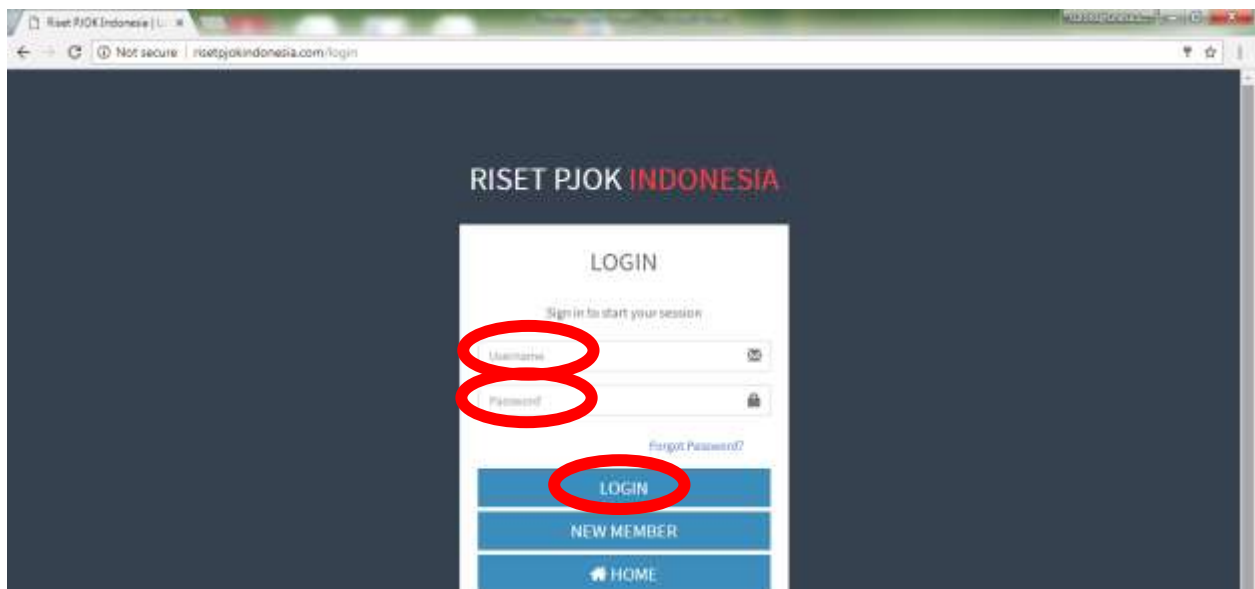 Riset PJOK Indonesia |
Not secure | risetpjokindonesia.com/login
RISET PJOK INDONESIA
LOGIN
Sign in to start your session
Username
Password
Forgot Password?
LOGIN
NEW MEMBER
HOME